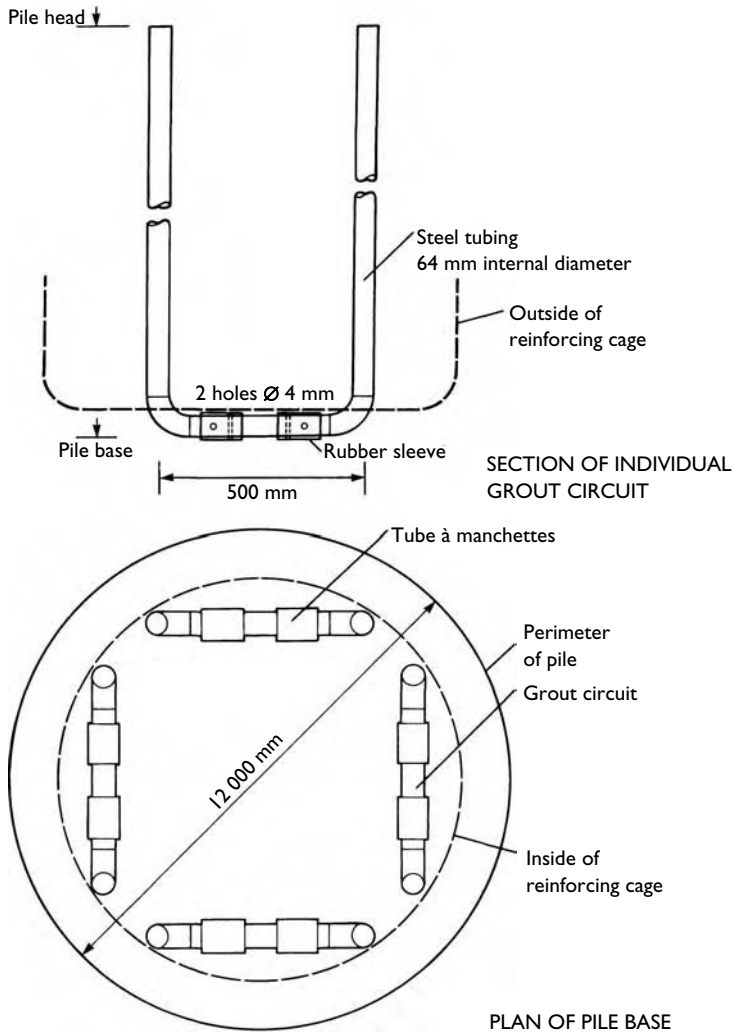 Pile head
Steel tubing
64 mm internal diameter
Outside of
reinforcing cage
2 holes Ø 4 mm
Pile base
Rubber sleeve
500 mm
SECTION OF INDIVIDUAL
GROUT CIRCUIT
Tube à manchettes
Perimeter
of pile
Grout circuit
12 000 mm
Inside of
reinforcing cage
PLAN OF PILE BASE